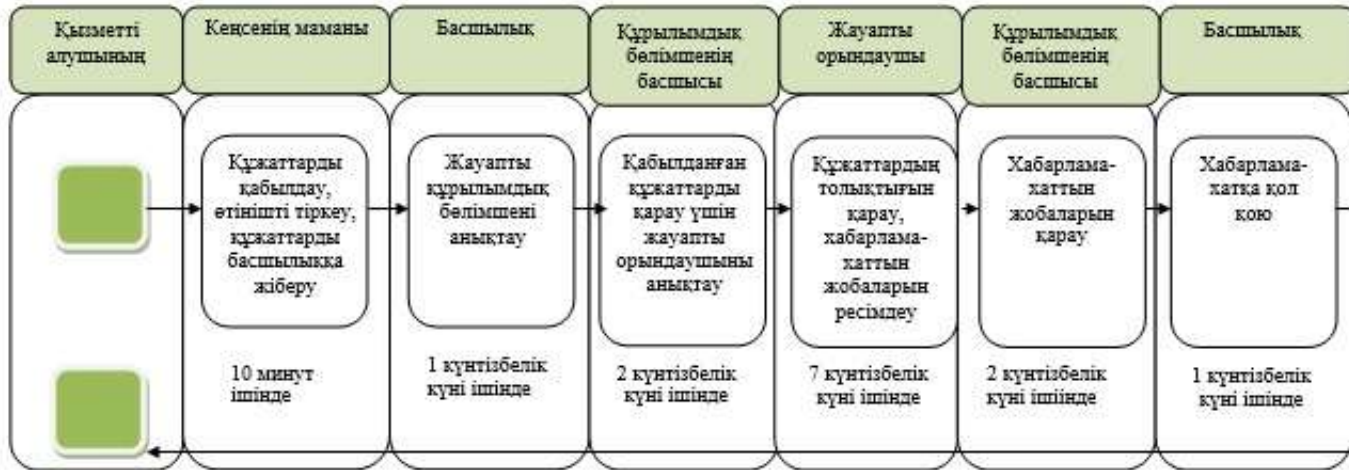 Қызметті
алушының
Кеңсенің маманы
Басшылық
Құрылымдық
бөлімшенің
басшысы
Жауапты
орындаушы
Құрылымдық
бөлімшенің
басшысы
Басшылық
Құжаттарды
қабылдау,
өтінішті тіркеу,
құжаттарды
басшылыққа
жіберу
Жауапты
құрылымдық
бөлімшені
анықтау
Қабылданған
құжаттарды
қарау үшін
жауапты
орындаушыны
анықтау
Құжаттардың
толықтығын
қарау,
хабарлама-
хаттын
жобаларын
ресімдеу
Хабарлама-
хаттын
жобаларын
қарау
Хабарлама-
хатқа қол
қою
10 минут
ішінде
1 күнтізбелік
күні ішінде
2 күнтізбелік
күні ішінде
7 күнтізбелік
күні ішінде
2 күнтізбелік
күні ішінде
1 күнтізбелік
күні ішінде